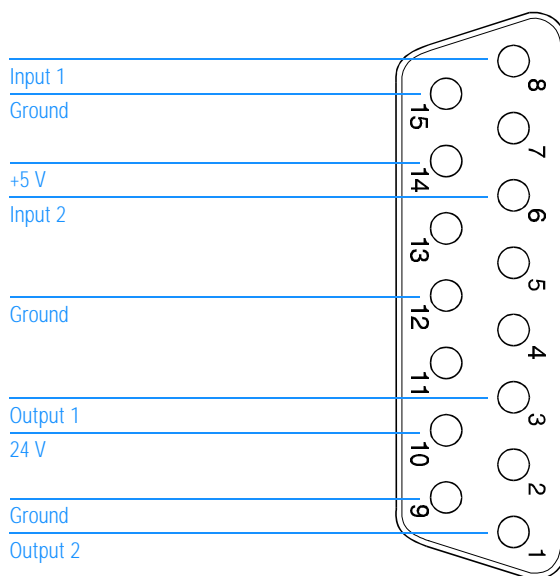 Input 1
Ground
+5 V
Input 2
Ground
Output 1
24 V
Ground
Output 2
15
14
13
12
11
10
9
8
7
6
5
4
3
2
1